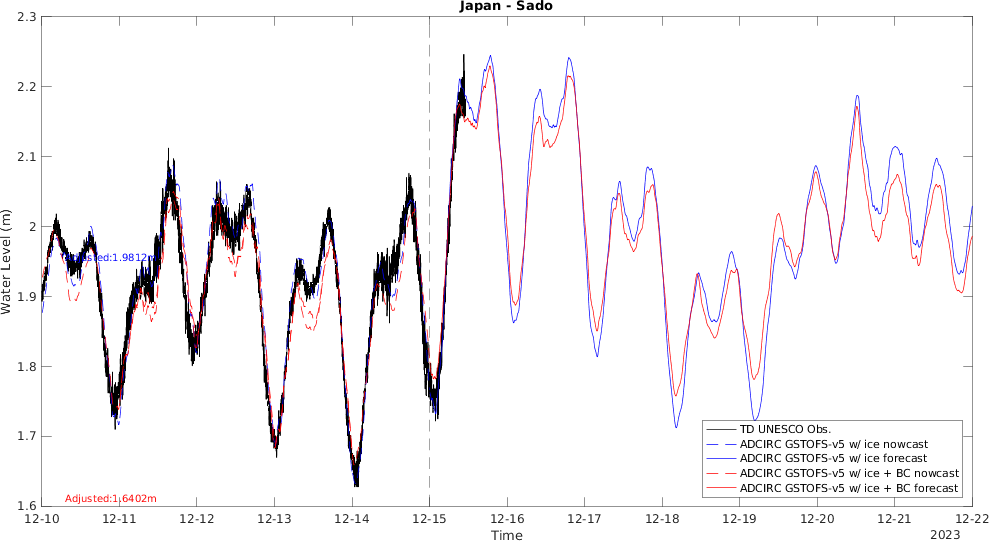 Japan - Sado
2.3
2.2
2.1
2
1.9
1.8
1.7
1.6
Water Level (m)
Adjusted:1.9812m
Adjusted:1.6402m
TD UNESCO Obs.
ADCIRC GSTOFS-v5 w/ ice nowcast
ADCIRC GSTOFS-v5 w/ ice forecast
ADCIRC GSTOFS-v5 w/ ice + BC nowcast
ADCIRC GSTOFS-v5 w/ ice + BC forecast
12-10 12-11 12-12 12-13 12-14 12-15 12-16 12-17 12-18 12-19 12-20 12-21 12-22
Time
2023